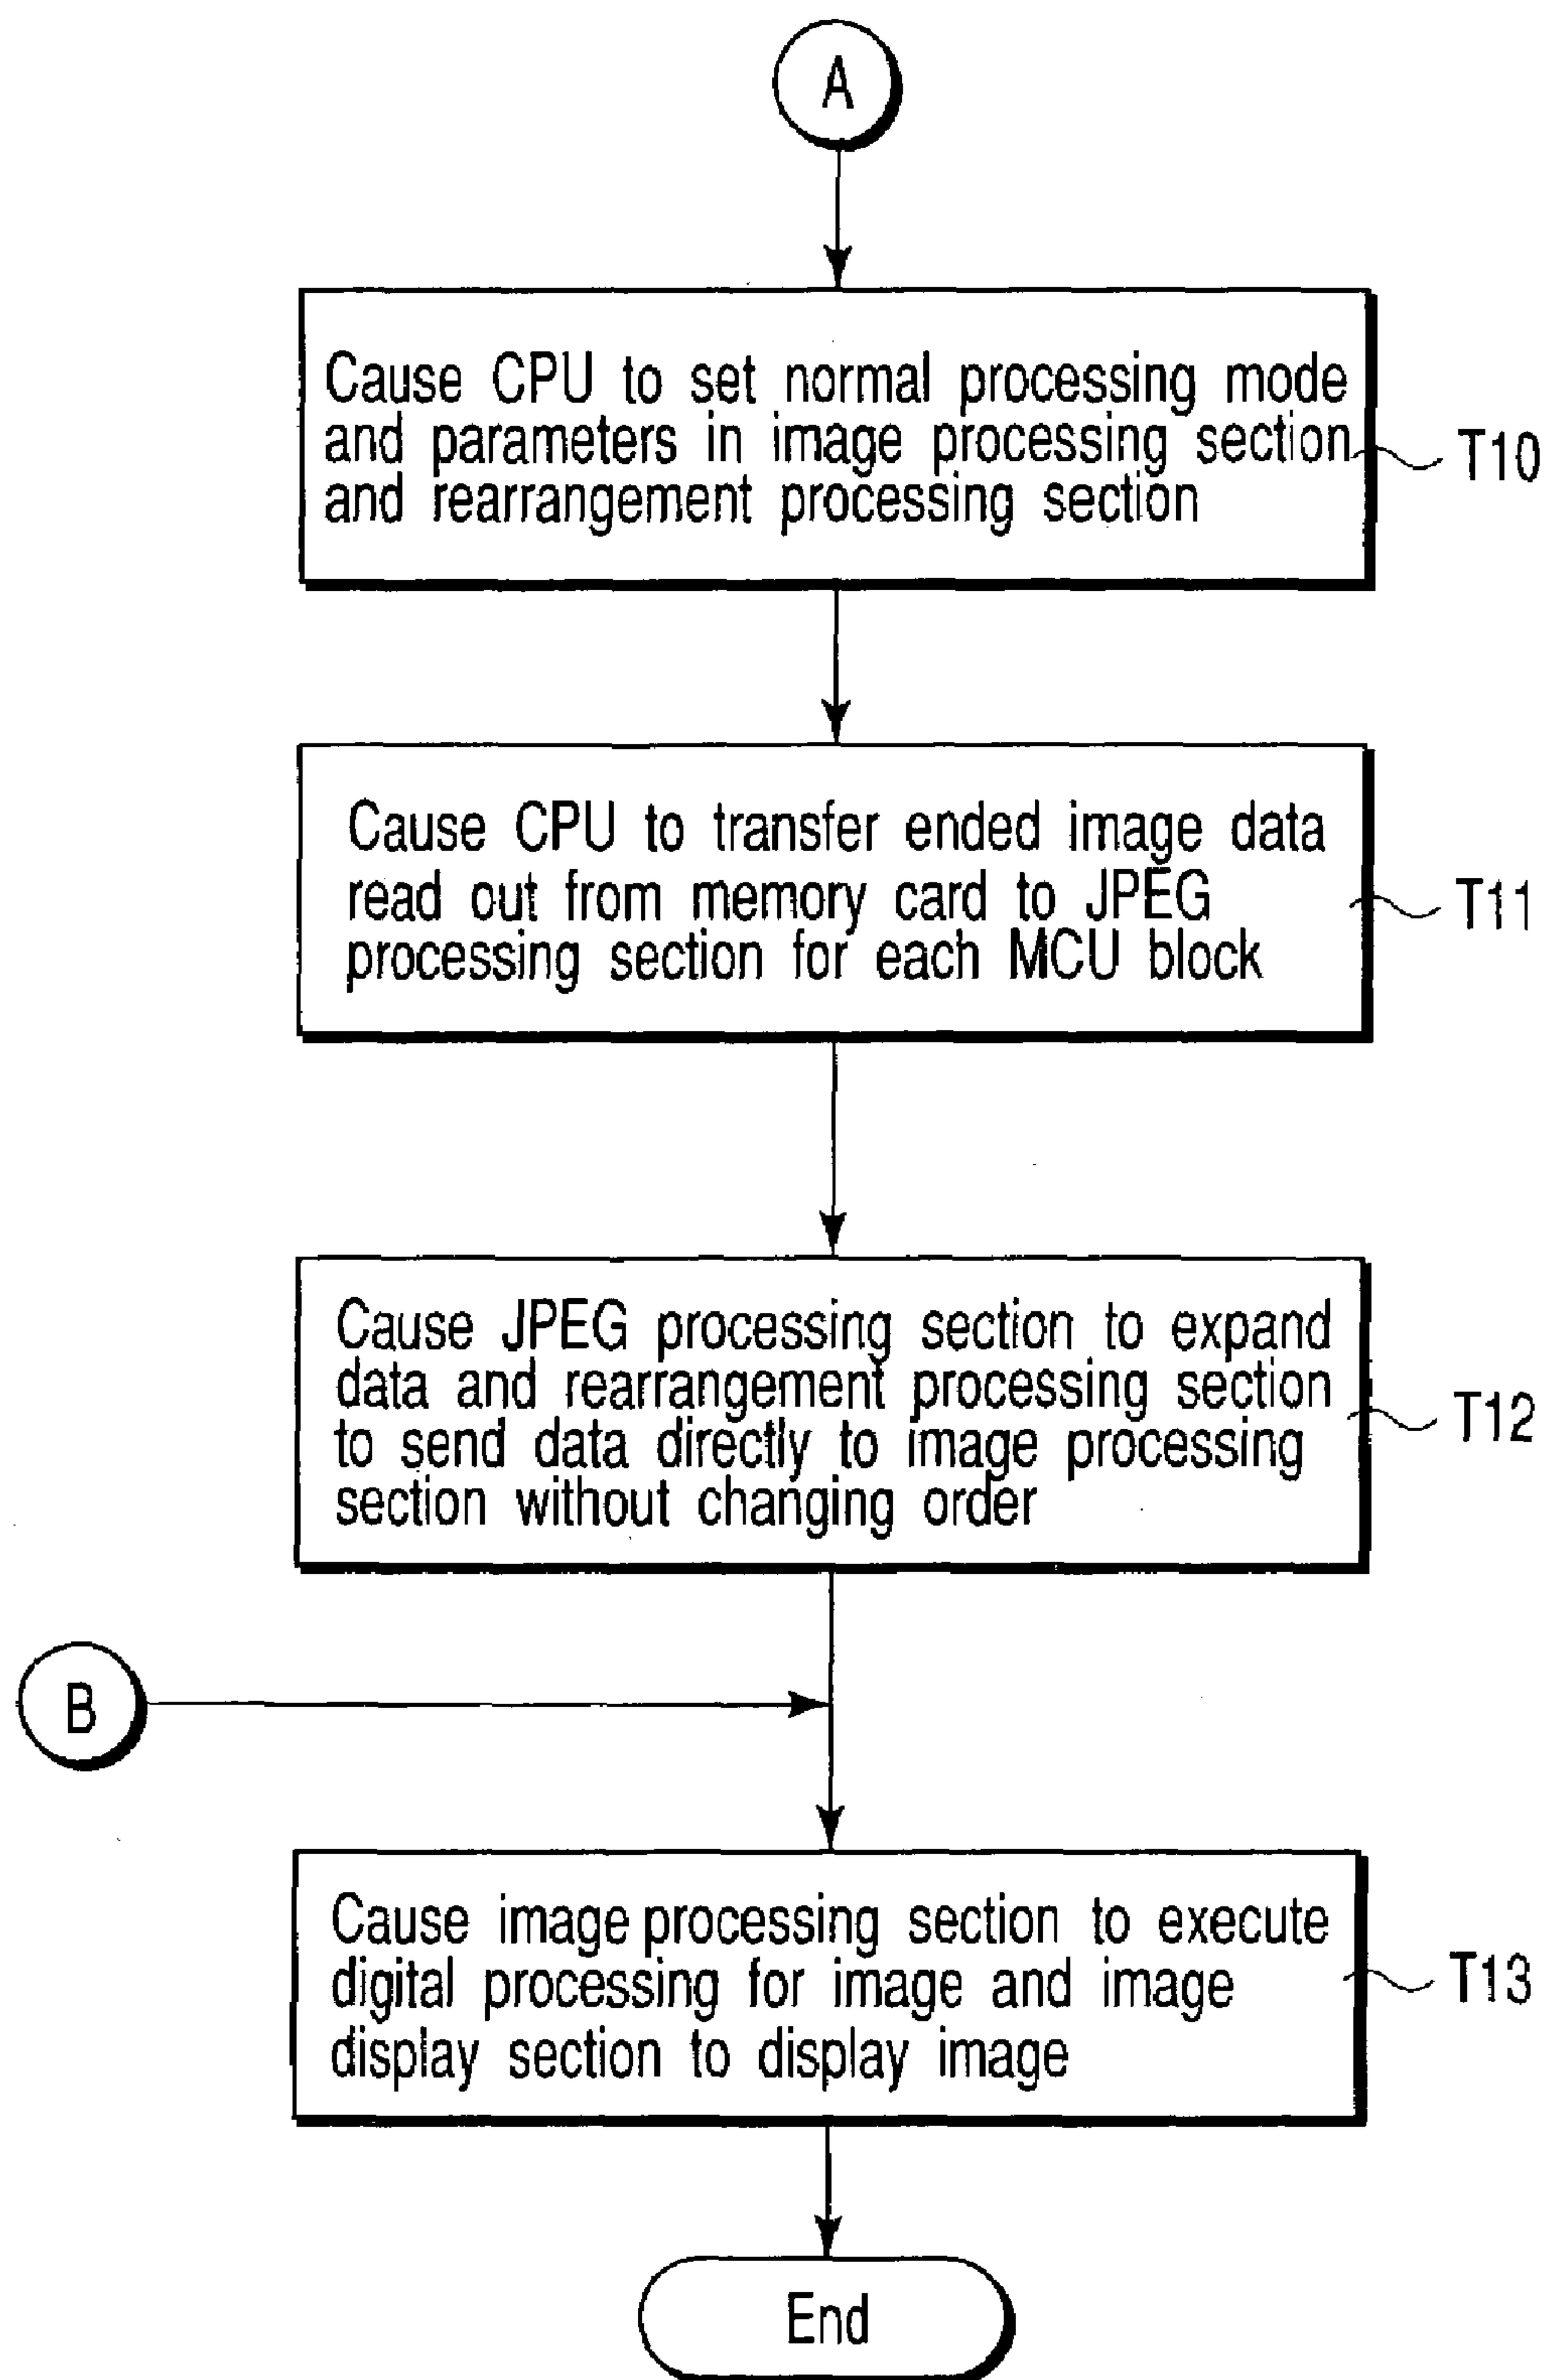 A
Cause CPU to set normal processing mode
and parameters in image processing section
and rearrangement processing section
T10
Cause CPU to transfer ended image data
read out from memory card to JPEG
processing section for each MCU block
T11
Cause JPEG processing section to expand
data and rearrangement processing section
to send data directly to image processing
section without changing order
T12
B
Cause image processing section to execute
digital processing for image and image
display section to display image
T13
End